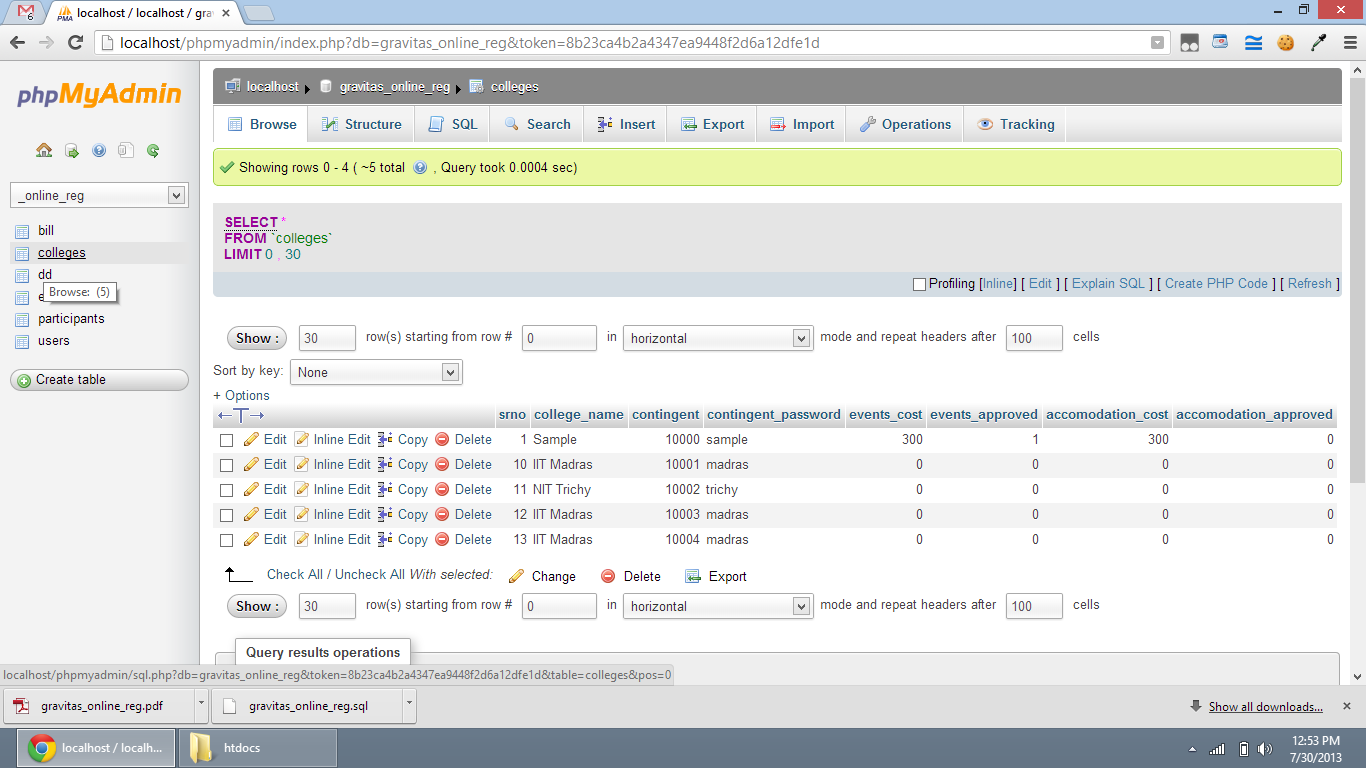 6
localhost / localhost / gra
localhost/phpmyadmin/index.php?db=gravitas_online_reg&token=8b23ca4b2a4347ea9448f2d6a12dfe1d
phpMyAdmin
_online_reg
bill
colleges
dd
e
Browse: (5)
participants
users
Create table
localhost gravitas_online_reg colleges
Browse Structure SQL Search Insert Export Import Operations Tracking
Showing rows 0 - 4 ( ~5 total , Query took 0.0004 sec)
SELECT *
FROM `colleges`
LIMIT 0 , 30
Profiling [Inline] [ Edit ] [ Explain SQL ] [ Create PHP Code ] [ Refresh ]
Show : 30 row(s) starting from row # 0 in horizontal mode and repeat headers after 100 cells
Sort by key: None
+ Options
←T→ srno college_name contingent contingent_password events_cost events_approved accomodation_cost accomodation_approved
Edit Inline Edit Copy Delete 1 Sample 10000 sample 300 1 300 0
Edit Inline Edit Copy Delete 10 IIT Madras 10001 madras 0 0 0 0
Edit Inline Edit Copy Delete 11 NIT Trichy 10002 trichy 0 0 0 0
Edit Inline Edit Copy Delete 12 IIT Madras 10003 madras 0 0 0 0
Edit Inline Edit Copy Delete 13 IIT Madras 10004 madras 0 0 0 0
Check All / Uncheck All With selected: Change Delete Export
Show : 30 row(s) starting from row # 0 in horizontal mode and repeat headers after 100 cells
Query results operations
localhost/phpmyadmin/sql.php?db=gravitas_online_reg&token=8b23ca4b2a4347ea9448f2d6a12dfe1d&table=colleges&pos=0
gravitas_online_reg.pdf gravitas_online_reg.sql Show all downloads...
localhost / localh... htdocs
12:53 PM
7/30/2013